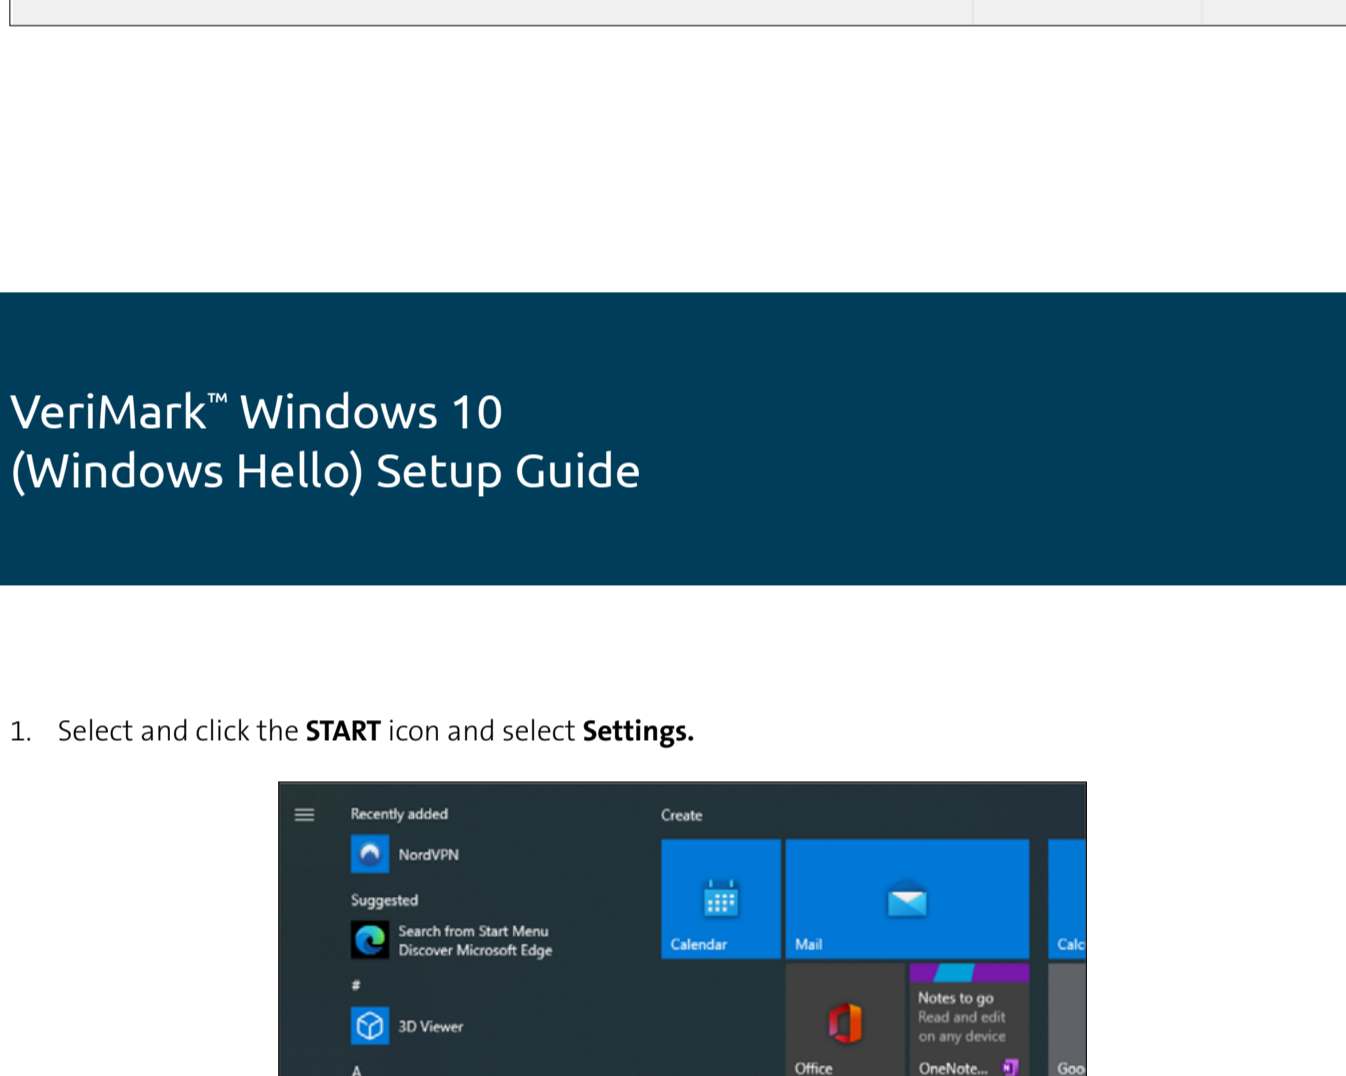 VeriMark™ Windows 10
(Windows Hello) Setup Guide
1. Select and click the START icon and select Settings.
Recently added
Create
NordVPN
Suggested
Search from Start Menu
Discover Microsoft Edge
Calendar
Mail
Calc
#
Notes to go
Read and edit
on any device
3D Viewer
Office
OneNote...
Goo
A